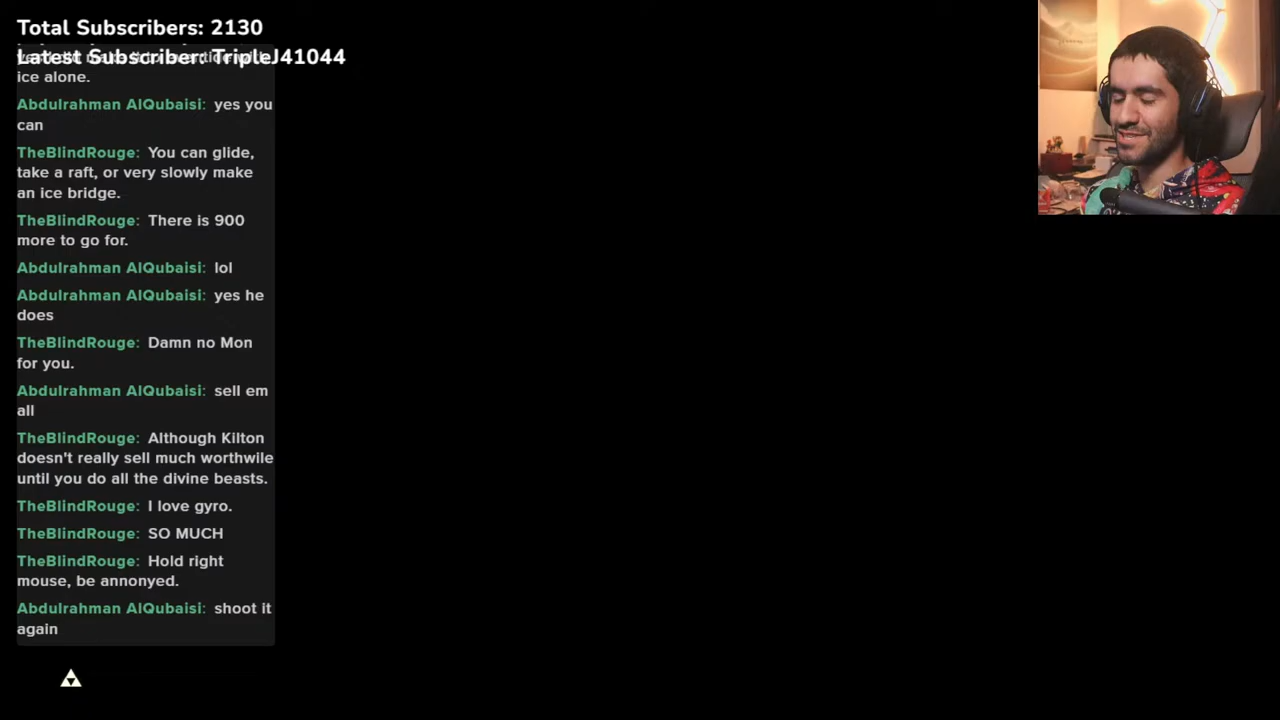 Total Subscribers: 2130
Latest Subscriber: TripleJ41044
ice alone.
Abdulrahman AlQubaisi: yes you
can
TheBlindRouge: You can glide,
take a raft, or very slowly make
an ice bridge.
TheBlindRouge: There is 900
more to go for.
Abdulrahman AlQubaisi: lol
Abdulrahman AlQubaisi: yes he
does
TheBlindRouge: Damn no Mon
for you.
Abdulrahman AlQubaisi: sell em
all
TheBlindRouge: Although Kilton
doesn't really sell much worthwile
until you do all the divine beasts.
TheBlindRouge: I love gyro.
TheBlindRouge: SO MUCH
TheBlindRouge: Hold right
mouse, be annonyed.
Abdulrahman AlQubaisi: shoot it
again